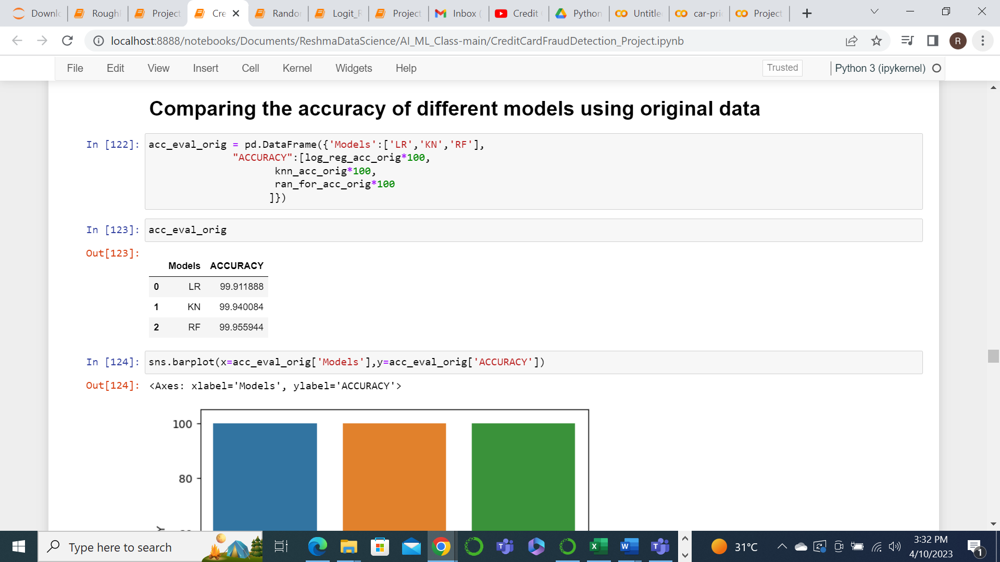 Downlo
Roughl
Project
Cre
Randor
Logit_R
Project
Inbox (
Credit
Python
Untitle
car-pri
Project
localhost:8888/notebooks/Documents/ReshmaDataScience/AI_ML_Class-main/CreditCardFraudDetection_Project.ipynb
R
File Edit View Insert Cell Kernel Widgets Help
Trusted
Python 3 (ipykernel)
Comparing the accuracy of different models using original data
In [122]: acc_eval_orig = pd.DataFrame({'Models':['LR','KN','RF'],
"ACCURACY":[log_reg_acc_orig*100,
knn_acc_orig*100,
ran_for_acc_orig*100
]})
In [123]: acc_eval_orig
Out[123]:
Models ACCURACY
0 LR 99.911888
1 KN 99.940084
2 RF 99.955944
In [124]: sns.barplot(x=acc_eval_orig['Models'],y=acc_eval_orig['ACCURACY'])
Out[124]: <Axes: xlabel='Models', ylabel='ACCURACY'>
100
80
Type here to search
31°C
3:32 PM
4/10/2023
1